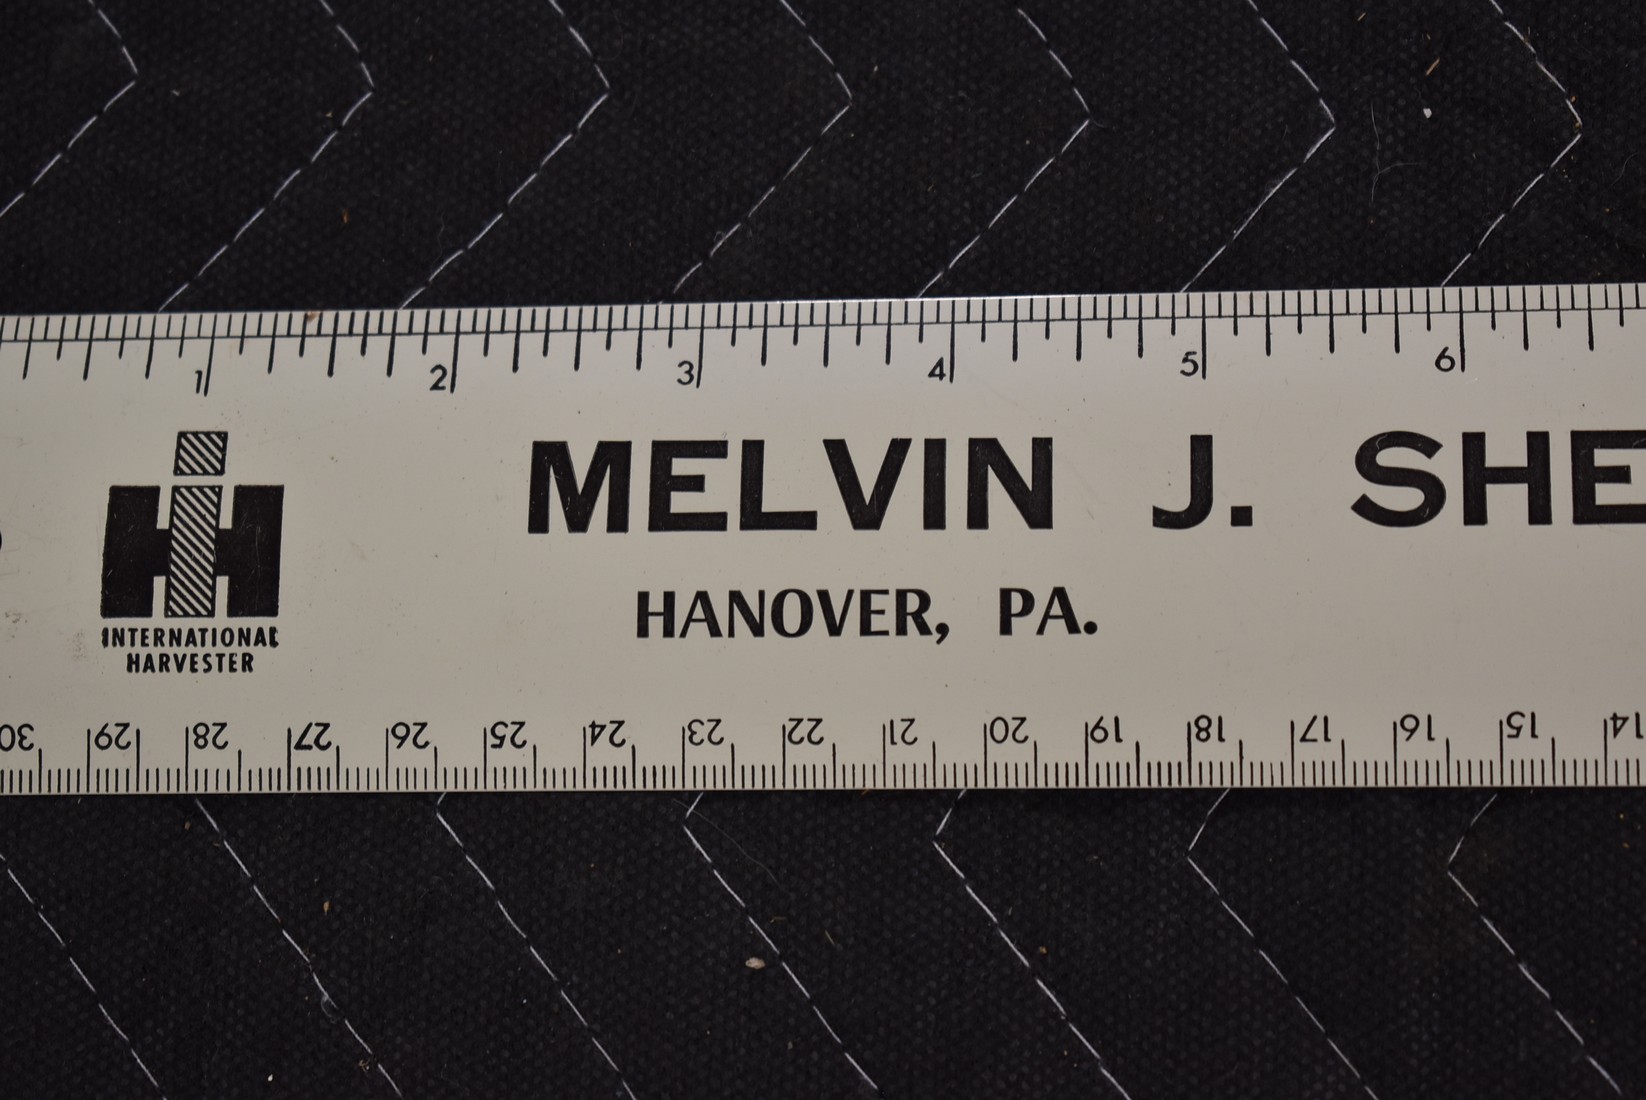 1 2 3 4 5 6
MELVIN J. SHE
HANOVER, PA.
INTERNATIONAL
HARVESTER
30 29 28 27 26 25 24 23 22 21 20 19 18 17 16 15 14